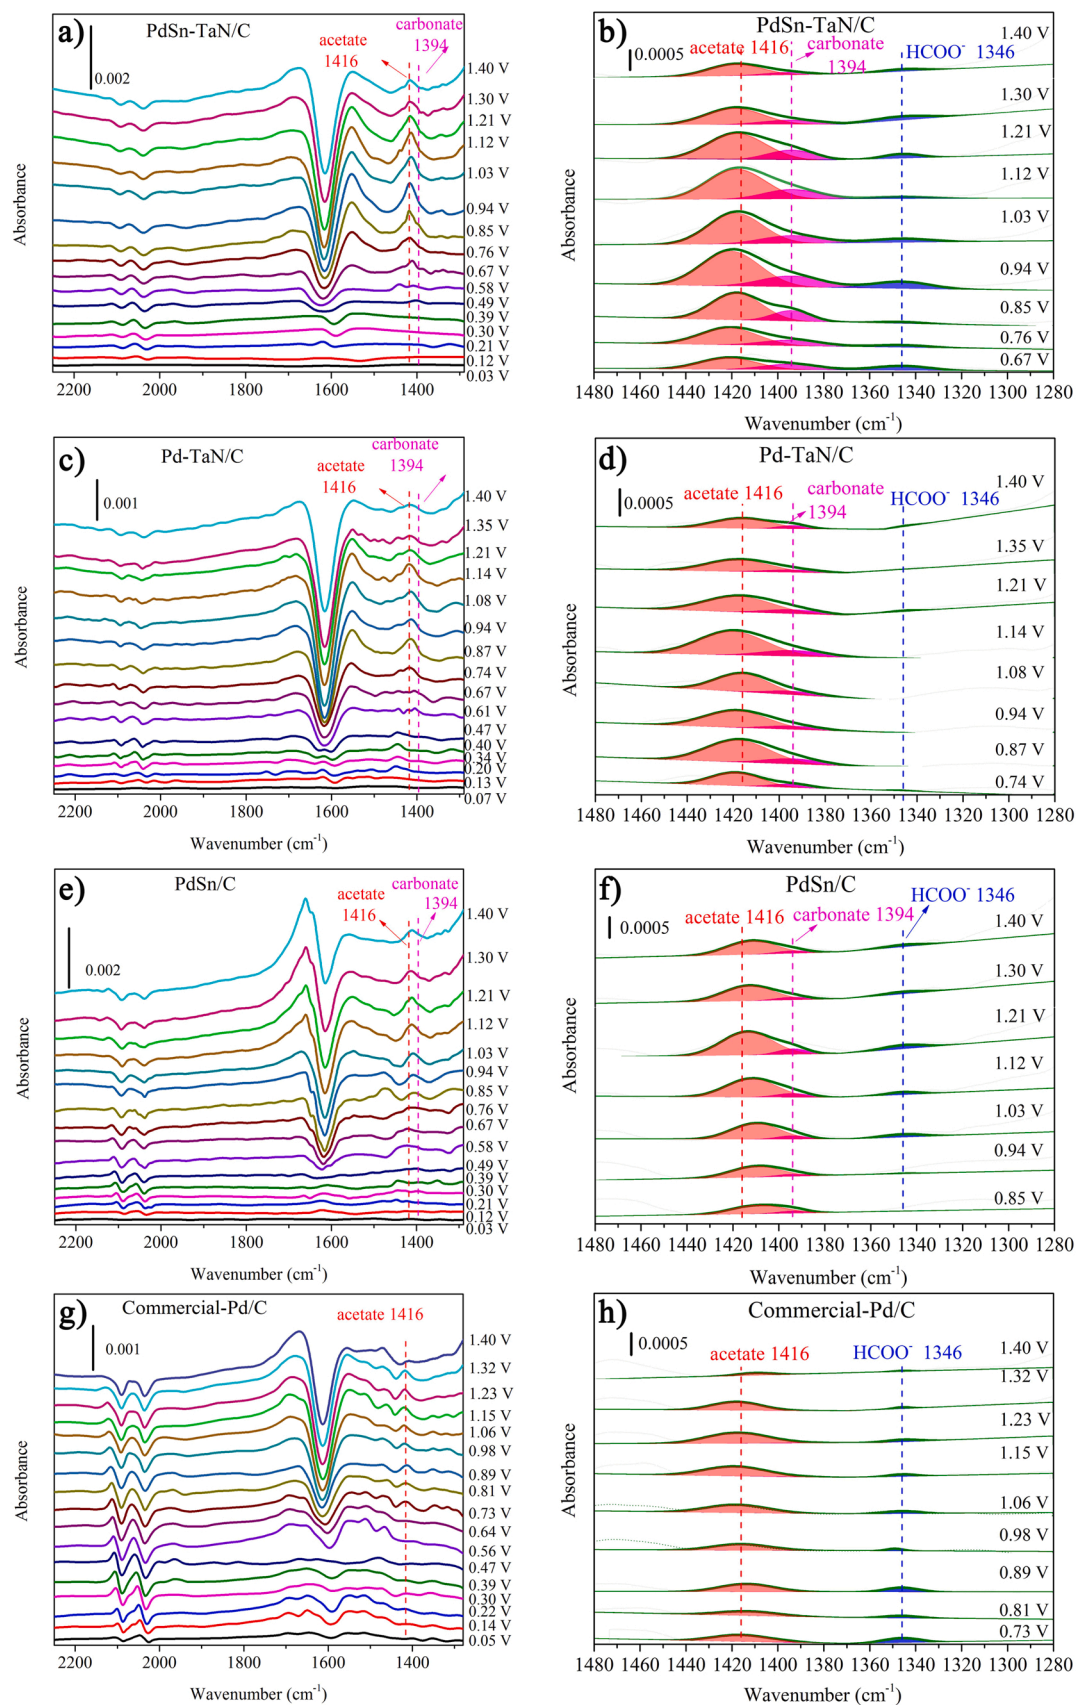 a)
PdSn-TaN/C
0.002
acetate
1416
carbonate
1394
1.40 V
1.30 V
1.21 V
1.12 V
1.03 V
0.94 V
0.85 V
0.76 V
0.67 V
0.58 V
0.49 V
0.39 V
0.30 V
0.21 V
0.12 V
0.03 V
Absorbance
2200 2000 1800 1600 1400
Wavenumber (cm⁻¹)
b)
PdSn-TaN/C
0.0005
acetate 1416
carbonate
1394
HCOO⁻ 1346
1.40 V
1.30 V
1.21 V
1.12 V
1.03 V
0.94 V
0.85 V
0.76 V
0.67 V
Absorbance
1480 1460 1440 1420 1400 1380 1360 1340 1320 1300 1280
Wavenumber (cm⁻¹)
c)
Pd-TaN/C
0.001
acetate
1416
carbonate
1394
1.40 V
1.35 V
1.21 V
1.14 V
1.08 V
0.94 V
0.87 V
0.74 V
0.67 V
0.61 V
0.47 V
0.40 V
0.34 V
0.20 V
0.13 V
0.07 V
Absorbance
2200 2000 1800 1600 1400
Wavenumber (cm⁻¹)
d)
Pd-TaN/C
0.0005
acetate 1416
carbonate
1394
HCOO⁻ 1346
1.40 V
1.35 V
1.21 V
1.14 V
1.08 V
0.94 V
0.87 V
0.74 V
Absorbance
1480 1460 1440 1420 1400 1380 1360 1340 1320 1300 1280
Wavenumber (cm⁻¹)
e)
PdSn/C
0.002
acetate
1416
carbonate
1394
1.40 V
1.30 V
1.21 V
1.12 V
1.03 V
0.94 V
0.85 V
0.76 V
0.67 V
0.58 V
0.49 V
0.39 V
0.30 V
0.21 V
0.12 V
0.03 V
Absorbance
2200 2000 1800 1600 1400
Wavenumber (cm⁻¹)
f)
PdSn/C
0.0005
acetate 1416
carbonate 1394
HCOO⁻ 1346
1.40 V
1.30 V
1.21 V
1.12 V
1.03 V
0.94 V
0.85 V
Absorbance
1480 1460 1440 1420 1400 1380 1360 1340 1320 1300 1280
Wavenumber (cm⁻¹)
g)
Commercial-Pd/C
0.001
acetate 1416
1.40 V
1.32 V
1.23 V
1.15 V
1.06 V
0.98 V
0.89 V
0.81 V
0.73 V
0.64 V
0.56 V
0.47 V
0.39 V
0.30 V
0.22 V
0.14 V
0.05 V
Absorbance
2200 2000 1800 1600 1400
Wavenumber (cm⁻¹)
h)
Commercial-Pd/C
0.0005
acetate 1416
HCOO⁻ 1346
1.40 V
1.32 V
1.23 V
1.15 V
1.06 V
0.98 V
0.89 V
0.81 V
0.73 V
Absorbance
1480 1460 1440 1420 1400 1380 1360 1340 1320 1300 1280
Wavenumber (cm⁻¹)